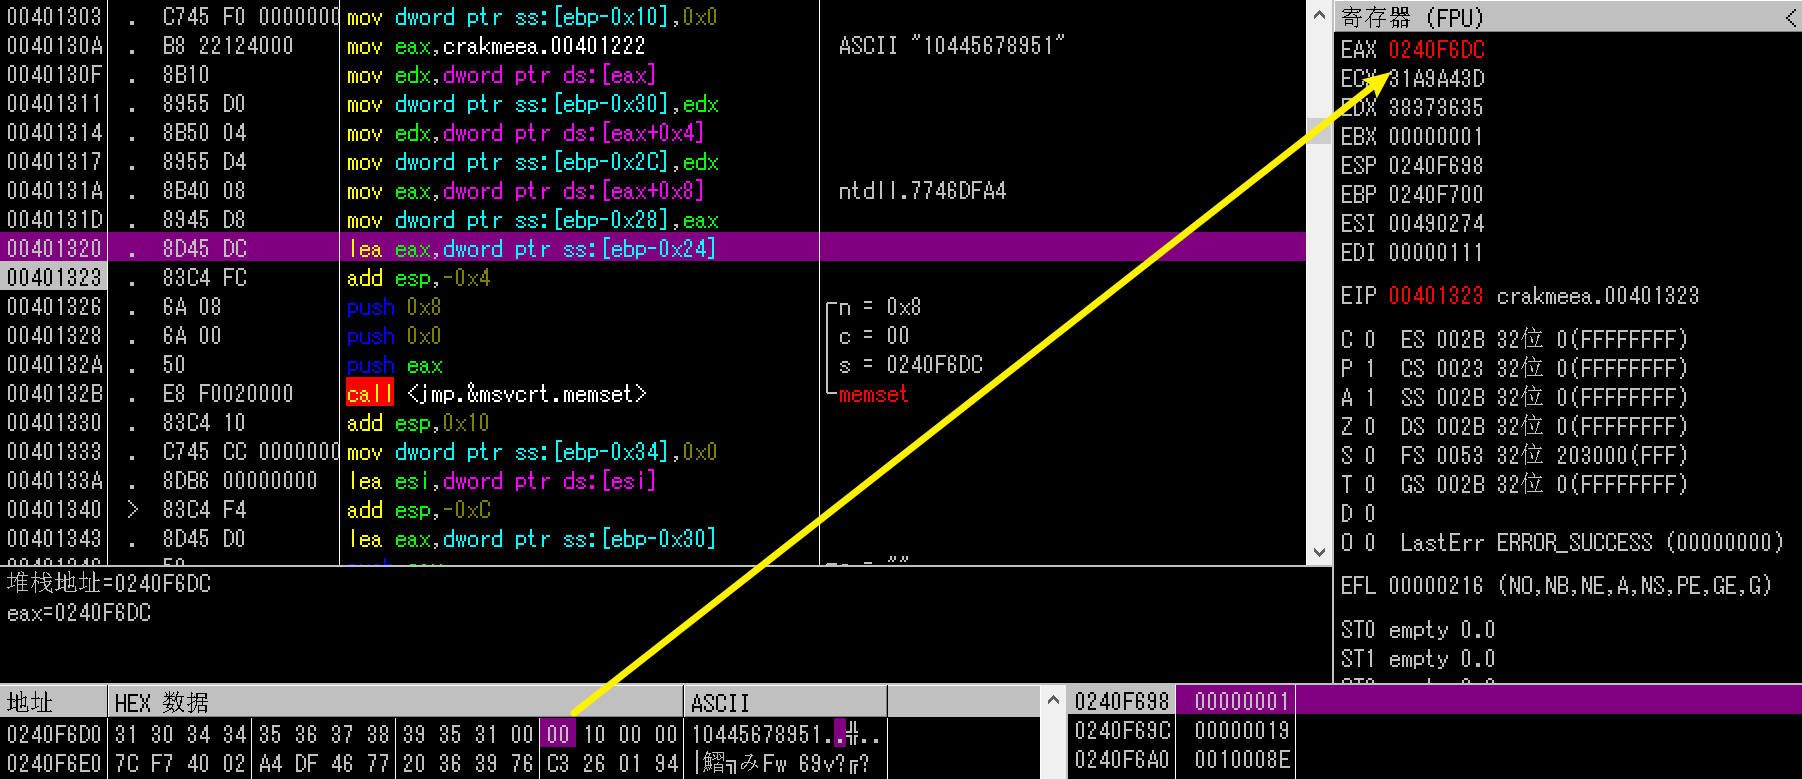 00401303 . C745 F0 0000000 mov dword ptr ss:[ebp-0x10],0x0
0040130A . B8 22124000 mov eax,crakmeea.00401222 ASCII "10445678951"
0040130F . 8B10 mov edx,dword ptr ds:[eax]
00401311 . 8955 D0 mov dword ptr ss:[ebp-0x30],edx
00401314 . 8B50 04 mov edx,dword ptr ds:[eax+0x4]
00401317 . 8955 D4 mov dword ptr ss:[ebp-0x2C],edx
0040131A . 8B40 08 mov eax,dword ptr ds:[eax+0x8] ntdll.7746DFA4
0040131D . 8945 D8 mov dword ptr ss:[ebp-0x28],eax
00401320 . 8D45 DC lea eax,dword ptr ss:[ebp-0x24]
00401323 . 83C4 FC add esp,-0x4
00401326 . 6A 08 push 0x8 n = 0x8
00401328 . 6A 00 push 0x0 c = 00
0040132A . 50 push eax s = 0240F6DC
0040132B . E8 F0020000 call <jmp.&msvcrt.memset> memset
00401330 . 83C4 10 add esp,0x10
00401333 . C745 CC 0000000 mov dword ptr ss:[ebp-0x34],0x0
0040133A . 8DB6 00000000 lea esi,dword ptr ds:[esi]
00401340 > 83C4 F4 add esp,-0xC
00401343 . 8D45 D0 lea eax,dword ptr ss:[ebp-0x30]
堆栈地址=0240F6DC
eax=0240F6DC
寄存器 (FPU) <
EAX 0240F6DC
ECX 31A9A43D
EDX 38373635
EBX 00000001
ESP 0240F698
EBP 0240F700
ESI 00490274
EDI 00000111
EIP 00401323 crakmeea.00401323
C 0 ES 002B 32位 0(FFFFFFFF)
P 1 CS 0023 32位 0(FFFFFFFF)
A 1 SS 002B 32位 0(FFFFFFFF)
Z 0 DS 002B 32位 0(FFFFFFFF)
S 0 FS 0053 32位 203000(FFF)
T 0 GS 002B 32位 0(FFFFFFFF)
D 0
O 0 LastErr ERROR_SUCCESS (00000000)
EFL 00000216 (NO,NB,NE,A,NS,PE,GE,G)
ST0 empty 0.0
ST1 empty 0.0
地址 HEX 数据 ASCII
0240F6D0 31 30 34 34 35 36 37 38 39 35 31 00 00 10 00 00 10445678951..╬..
0240F6E0 7C F7 40 02 A4 DF 46 77 20 36 39 76 C3 26 01 94
0240F698 00000001
0240F69C 00000019
0240F6A0 0010008E